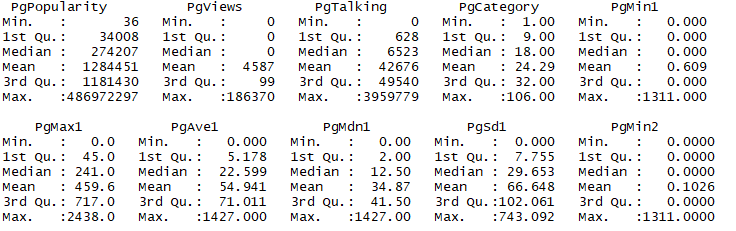 PgPopularity PgViews PgTalking PgCategory PgMin1
Min. : 36 Min. : 0 Min. : 0 Min. : 1.00 Min. : 0.000
1st Qu.: 34008 1st Qu.: 0 1st Qu.: 628 1st Qu.: 9.00 1st Qu.: 0.000
Median : 274207 Median : 0 Median : 6523 Median : 18.00 Median : 0.000
Mean : 1284451 Mean : 4587 Mean : 42676 Mean : 24.29 Mean : 0.609
3rd Qu.: 1181430 3rd Qu.: 99 3rd Qu.: 49540 3rd Qu.: 32.00 3rd Qu.: 0.000
Max. :486972297 Max. :186370 Max. :3959779 Max. :106.00 Max. :1311.000
PgMax1 PgAve1 PgMdn1 PgSd1 PgMin2
Min. : 0.0 Min. : 0.000 Min. : 0.00 Min. : 0.000 Min. : 0.0000
1st Qu.: 45.0 1st Qu.: 5.178 1st Qu.: 2.00 1st Qu.: 7.755 1st Qu.: 0.0000
Median : 241.0 Median : 22.599 Median : 12.50 Median : 29.653 Median : 0.0000
Mean : 459.6 Mean : 54.941 Mean : 34.87 Mean : 66.648 Mean : 0.1026
3rd Qu.: 717.0 3rd Qu.: 71.011 3rd Qu.: 41.50 3rd Qu.:102.061 3rd Qu.: 0.0000
Max. :2438.0 Max. :1427.000 Max. :1427.00 Max. :743.092 Max. :1311.0000